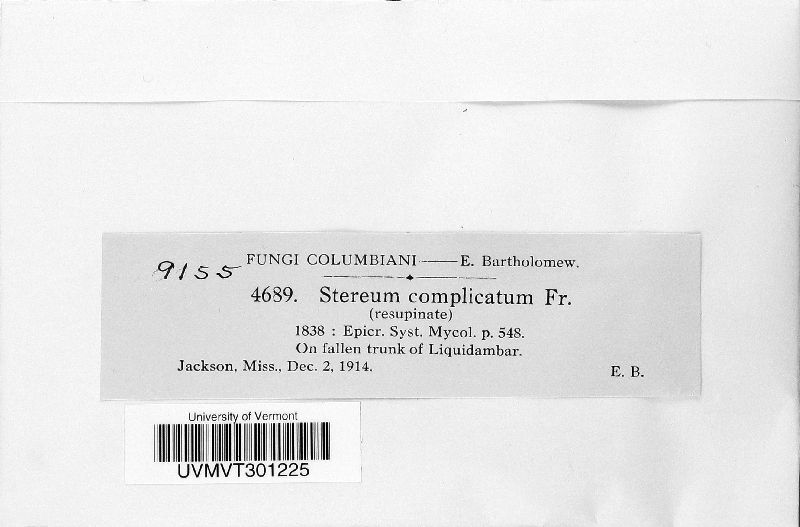 9155
FUNGI COLUMBIANI——E. Bartholomew.
4689. Stereum complicatum Fr.
(resupinate)
1838 : Epicr. Syst. Mycol. p. 548.
On fallen trunk of Liquidambar.
Jackson, Miss., Dec. 2, 1914.
E. B.
University of Vermont
UVMVT301225